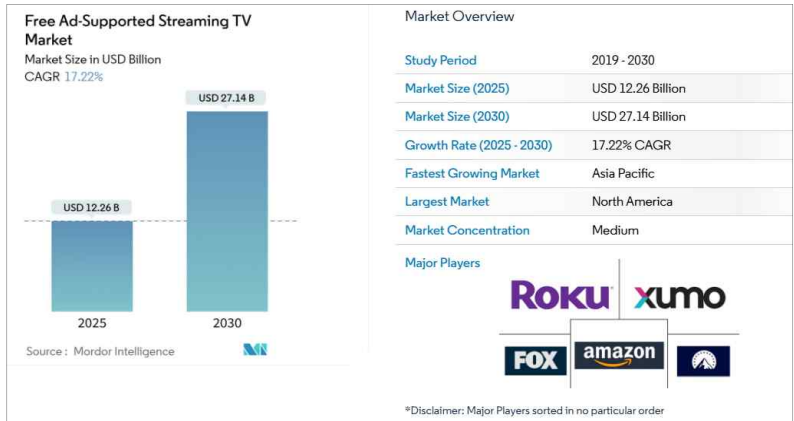 Free Ad-Supported Streaming TV
Market
Market Size in USD Billion
CAGR 17.22%
USD 27.14 B
USD 12.26 B
2025
2030
Source : Mordor Intelligence
Market Overview
Study Period 2019 - 2030
Market Size (2025) USD 12.26 Billion
Market Size (2030) USD 27.14 Billion
Growth Rate (2025 - 2030) 17.22% CAGR
Fastest Growing Market Asia Pacific
Largest Market North America
Market Concentration Medium
Major Players
ROKU
xumo
FOX
amazon
*Disclaimer: Major Players sorted in no particular order